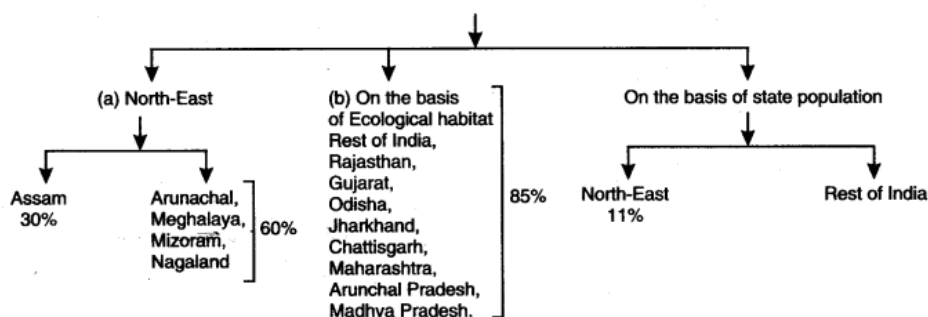 (a) North-East
Assam
30%
Arunachal,
Meghalaya,
Mizoram,
Nagaland
60%
(b) On the basis
of Ecological habitat
Rest of India,
Rajasthan,
Gujarat,
Odisha,
Jharkhand,
Chattisgarh,
Maharashtra,
Arunchal Pradesh,
Madhya Pradesh,
85%
On the basis of state population
North-East
11%
Rest of India